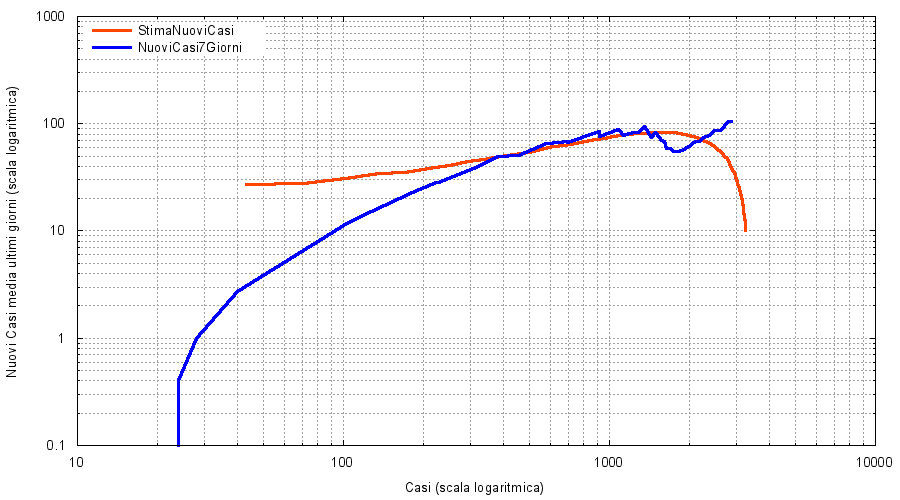 1000
StimaNuoviCasi
NuoviCasi7Giorni
100
10
1
0.1
Nuovi Casi media ultimi giorni (scala logaritmica)
10 100 1000 10000
Casi (scala logaritmica)